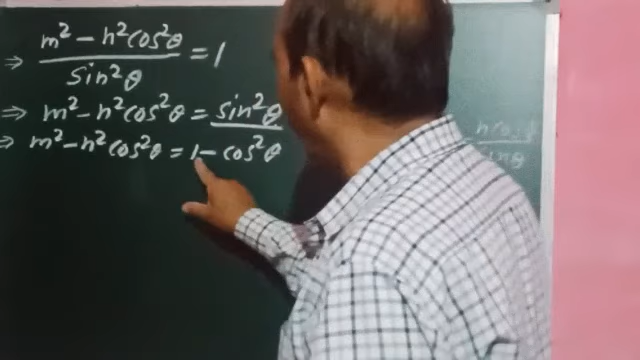 ⇒ m² − n²cos²θ / sin²θ = 1
⇒ m² − n²cos²θ = sin²θ
⇒ m² − n²cos²θ = 1 − cos²θ